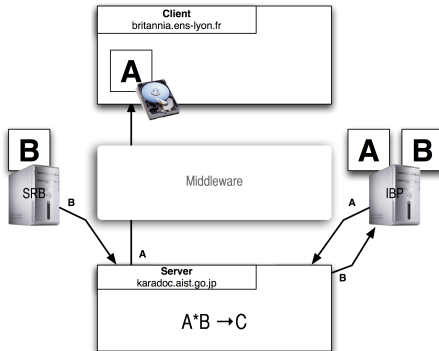 Client
britannia.ens-lyon.fr
A
B
A B
SRB
Middleware
IBP
B
A
A
B
Server
karadoc.aist.go.jp
A*B →C